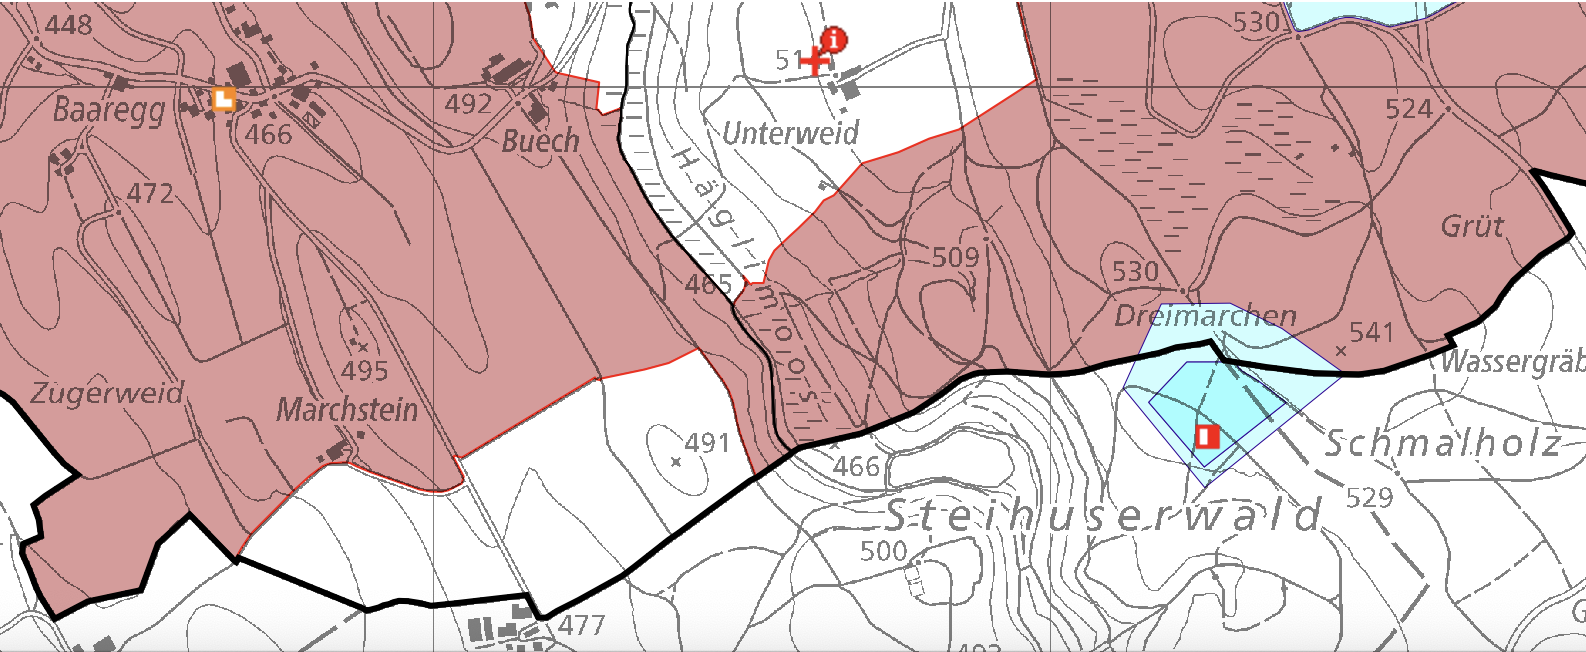 448
530
51
i
492
524
Baaregg
466
Buech
Unterweid
472
Häglimoos
Grüt
509
530
465
Dreimarchen
541
495
Wassergräb
Zugerweid
Marchstein
491
Schmalholz
466
529
Steihuserwald
500
477
G